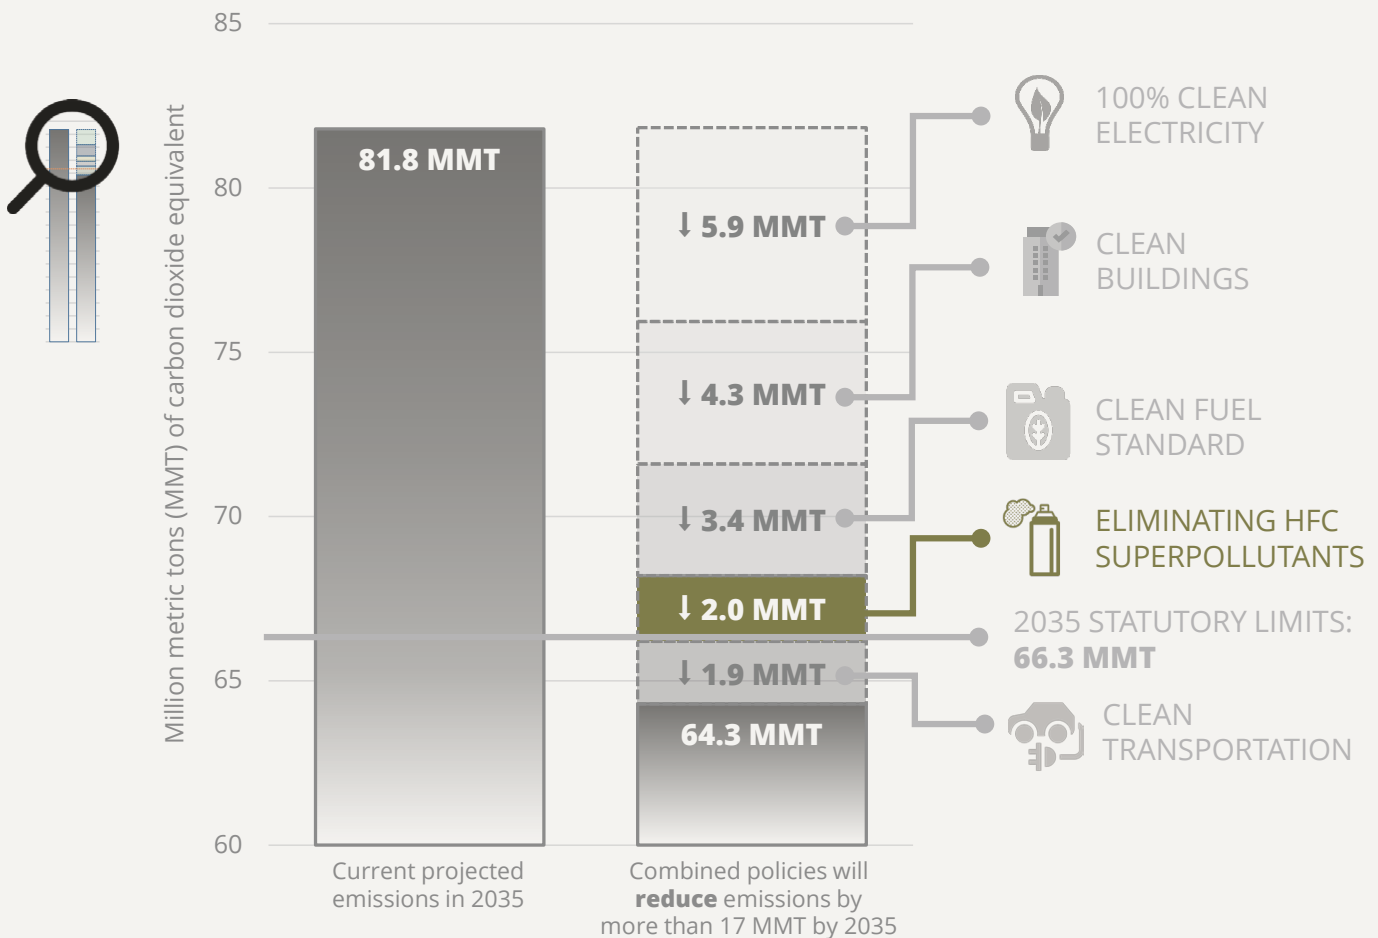 Million metric tons (MMT) of carbon dioxide equivalent
85
80
75
70
65
60
81.8 MMT
↓ 5.9 MMT
↓ 4.3 MMT
↓ 3.4 MMT
↓ 2.0 MMT
↓ 1.9 MMT
64.3 MMT
100% CLEAN
ELECTRICITY
CLEAN
BUILDINGS
CLEAN FUEL
STANDARD
ELIMINATING HFC
SUPERPOLLUTANTS
2035 STATUTORY LIMITS:
66.3 MMT
CLEAN
TRANSPORTATION
Current projected
emissions in 2035
Combined policies will
reduce emissions by
more than 17 MMT by 2035